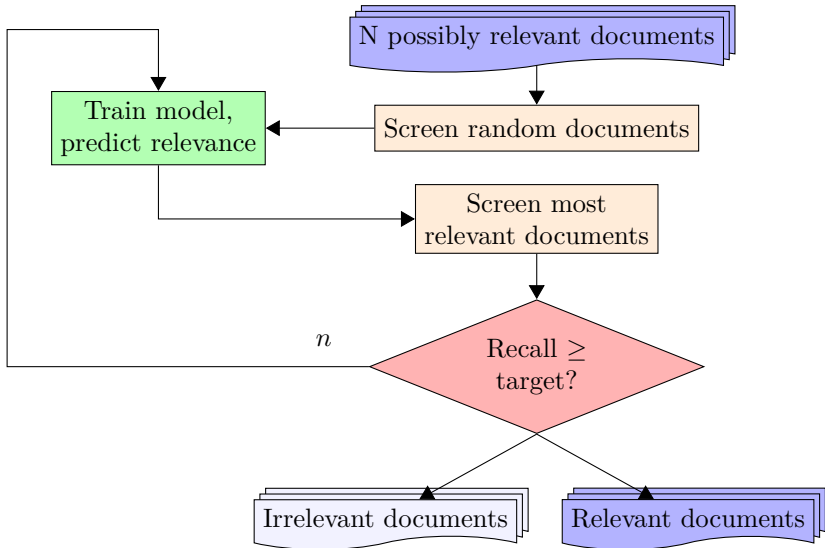 N possibly relevant documents
Train model,
predict relevance
Screen random documents
Screen most
relevant documents
n
Recall ≥
target?
Irrelevant documents
Relevant documents